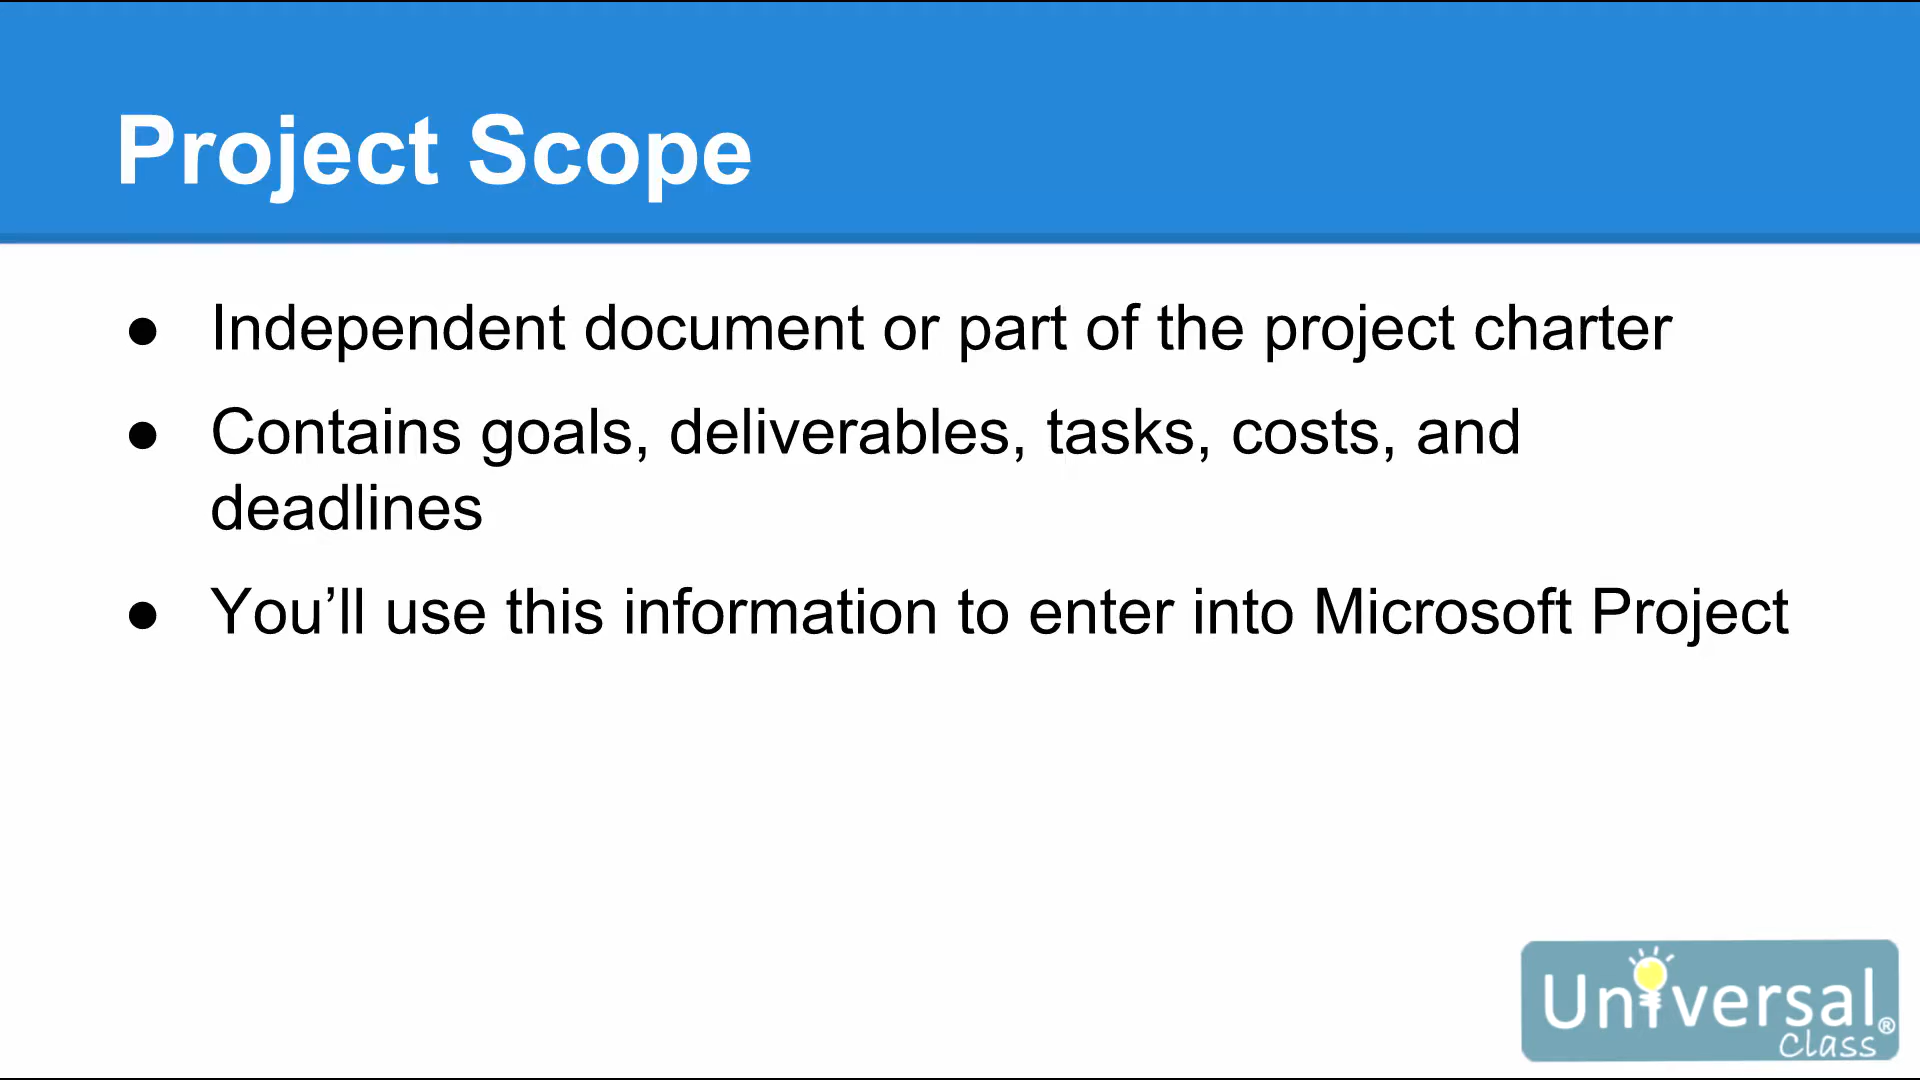 Project Scope
● Independent document or part of the project charter
● Contains goals, deliverables, tasks, costs, and
deadlines
● You’ll use this information to enter into Microsoft Project
Universal®
Class